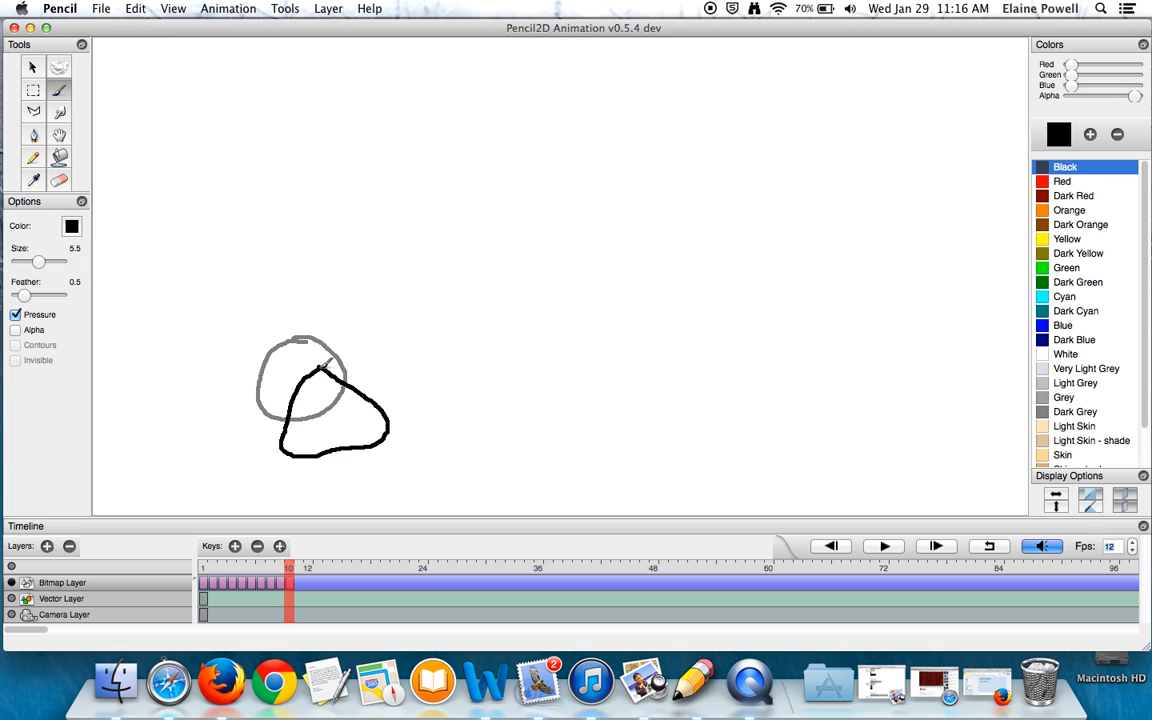 Pencil File Edit View Animation Tools Layer Help 5 70% Wed Jan 29 11:16 AM Elaine Powell
Pencil2D Animation v0.5.4 dev
Tools
Options
Color:
Size: 5.5
Feather: 0.5
Pressure
Alpha
Contours
Invisible
Colors
Red
Green
Blue
Alpha
Black
Red
Dark Red
Orange
Dark Orange
Yellow
Dark Yellow
Green
Dark Green
Cyan
Dark Cyan
Blue
Dark Blue
White
Very Light Grey
Light Grey
Grey
Dark Grey
Light Skin
Light Skin - shade
Skin
Display Options
Timeline
Layers: Keys: Fps: 12
1 10 12 24 36 48 60 72 84 96
Bitmap Layer
Vector Layer
Camera Layer
2
Macintosh HD